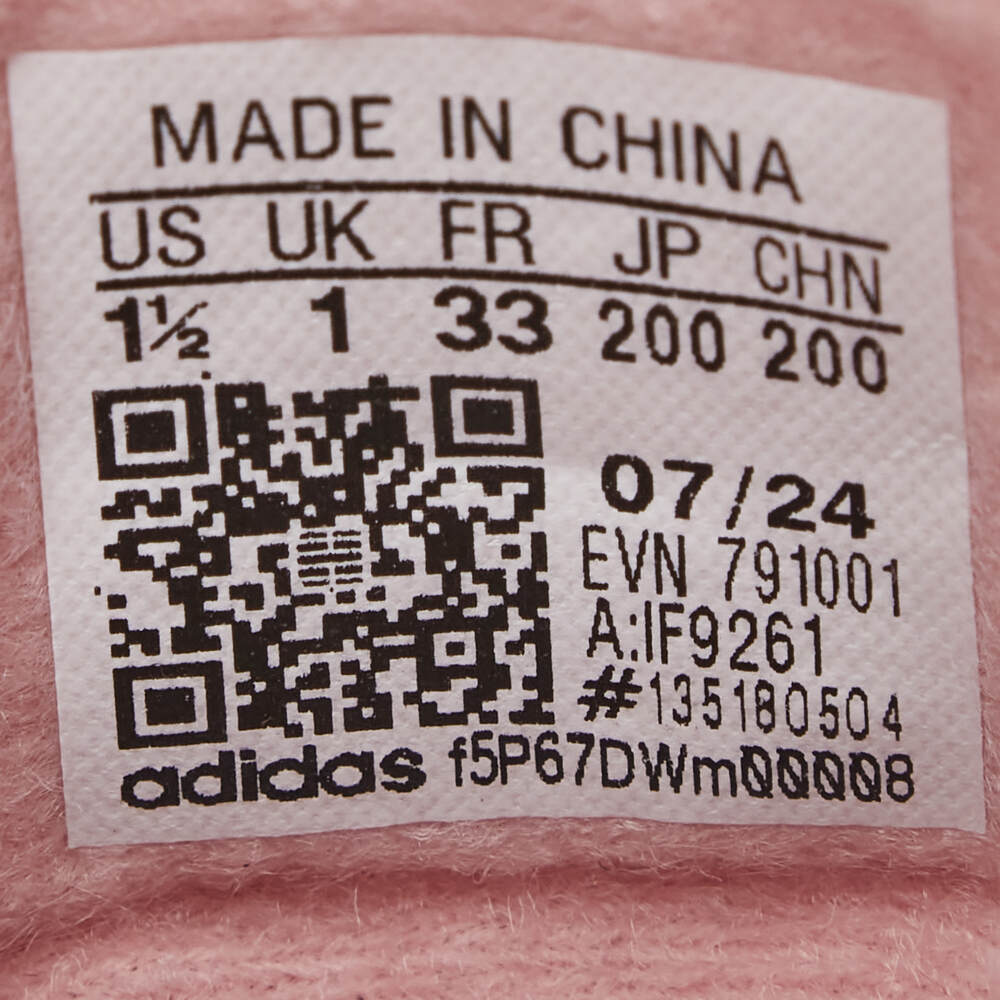 MADE IN CHINA
US UK FR JP CHN
1½ 1 33 200 200
07/24
EVN 791001
A:IF9261
#135180504
adidas f5P67DWm00008